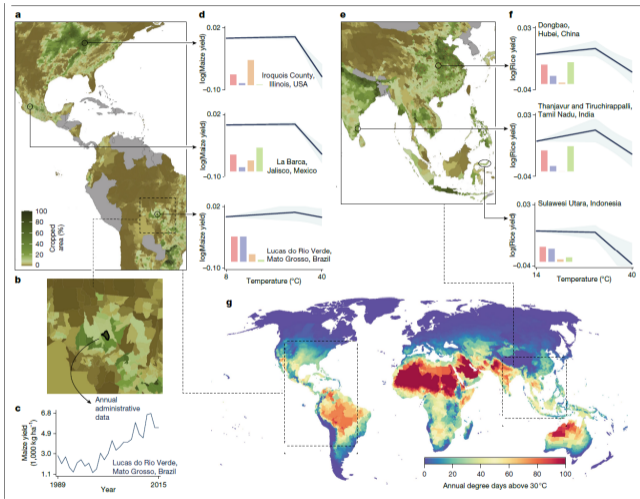 a
100
80
60
40
20
0
Cropped
area (%)
b
Annual
administrative
data
c
6.8
4.9
3.0
1.1
Maize yield
(1,000 kg ha⁻¹)
Lucas do Rio Verde,
Mato Grosso, Brazil
1989
2015
Year
d
0.02
log(Maize yield)
−0.10
Iroquois County,
Illinois, USA
0.02
log(Maize yield)
−0.10
La Barca,
Jalisco, Mexico
0.02
log(Maize yield)
−0.10
Lucas do Rio Verde,
Mato Grosso, Brazil
40
Temperature (°C)
e
f
Dongbao,
Hubei, China
0.03
log(Rice yield)
−0.04
Thanjavur and Tiruchirappalli,
Tamil Nadu, India
0.03
log(Rice yield)
−0.04
Sulawesi Utara, Indonesia
0.03
log(Rice yield)
−0.04
14
40
Temperature (°C)
g
0
20
40
60
80
100
Annual degree days above 30 °C